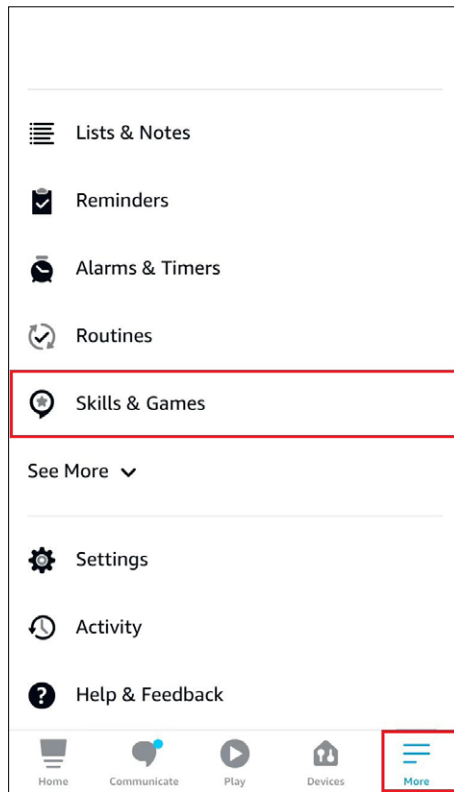 Lists & Notes
Reminders
Alarms & Timers
Routines
Skills & Games
See More
Settings
Activity
Help & Feedback
Home Communicate Play Devices More